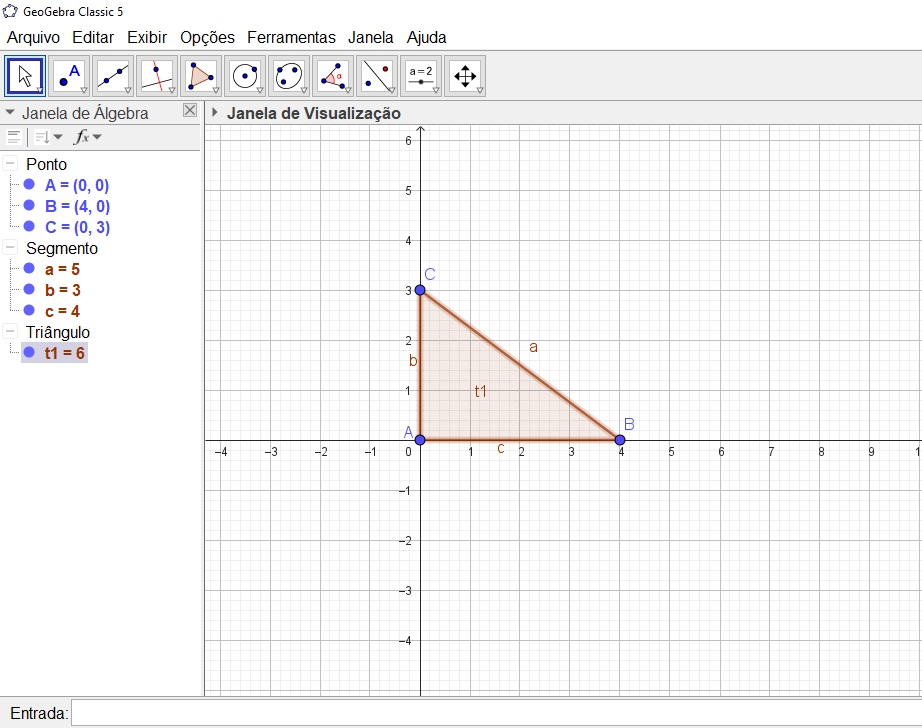 GeoGebra Classic 5
Arquivo Editar Exibir Opções Ferramentas Janela Ajuda
A α a=2
Janela de Álgebra
fx
Ponto
A = (0, 0)
B = (4, 0)
C = (0, 3)
Segmento
a = 5
b = 3
c = 4
Triângulo
t1 = 6
Janela de Visualização
6
5
4
C
3
2
a
b
1
t1
A
B
–4 –3 –2 –1 0 1 2 3 4 5 6 7 8 9 1
c
–1
–2
–3
–4
Entrada: